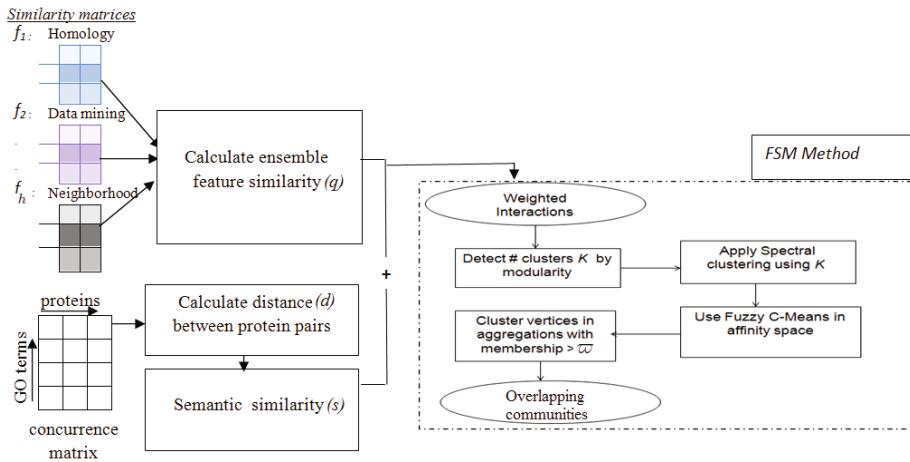 Similarity matrices
f1: Homology
f2: Data mining
.
.
fh: Neighborhood
Calculate ensemble
feature similarity (q)
proteins
GO terms
concurrence
matrix
Calculate distance (d)
between protein pairs
Semantic similarity (s)
+
FSM Method
Weighted
Interactions
Detect # clusters K by
modularity
Apply Spectral
clustering using K
Use Fuzzy C-Means in
affinity space
Cluster vertices in
aggregations with
membership > ϖ
Overlapping
communities